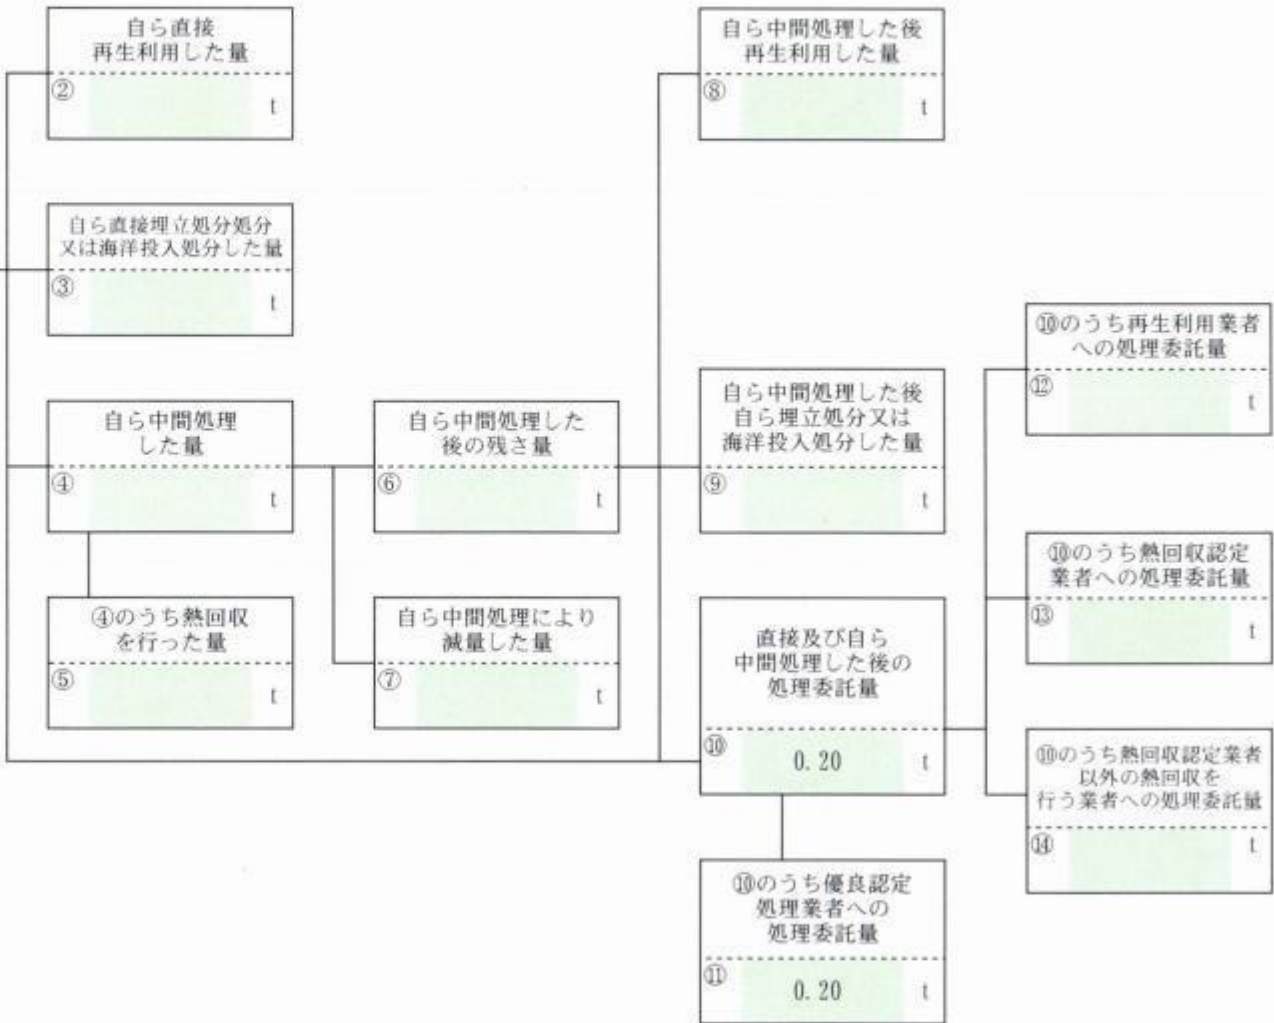 自ら直接
再生利用した量
② t
自ら中間処理した後
再生利用した量
⑧ t
自ら直接埋立処分処分
又は海洋投入処分した量
③ t
⑩のうち再生利用業者
への処理委託量
⑫ t
自ら中間処理
した量
④ t
自ら中間処理した
後の残さ量
⑥ t
自ら中間処理した後
自ら埋立処分又は
海洋投入処分した量
⑨ t
⑩のうち熱回収認定
業者への処理委託量
⑬ t
④のうち熱回収
を行った量
⑤ t
自ら中間処理により
減量した量
⑦ t
直接及び自ら
中間処理した後の
処理委託量
⑩ 0.20 t
⑩のうち熱回収認定業者
以外の熱回収を
行う業者への処理委託量
⑭ t
⑩のうち優良認定
処理業者への
処理委託量
⑪ 0.20 t